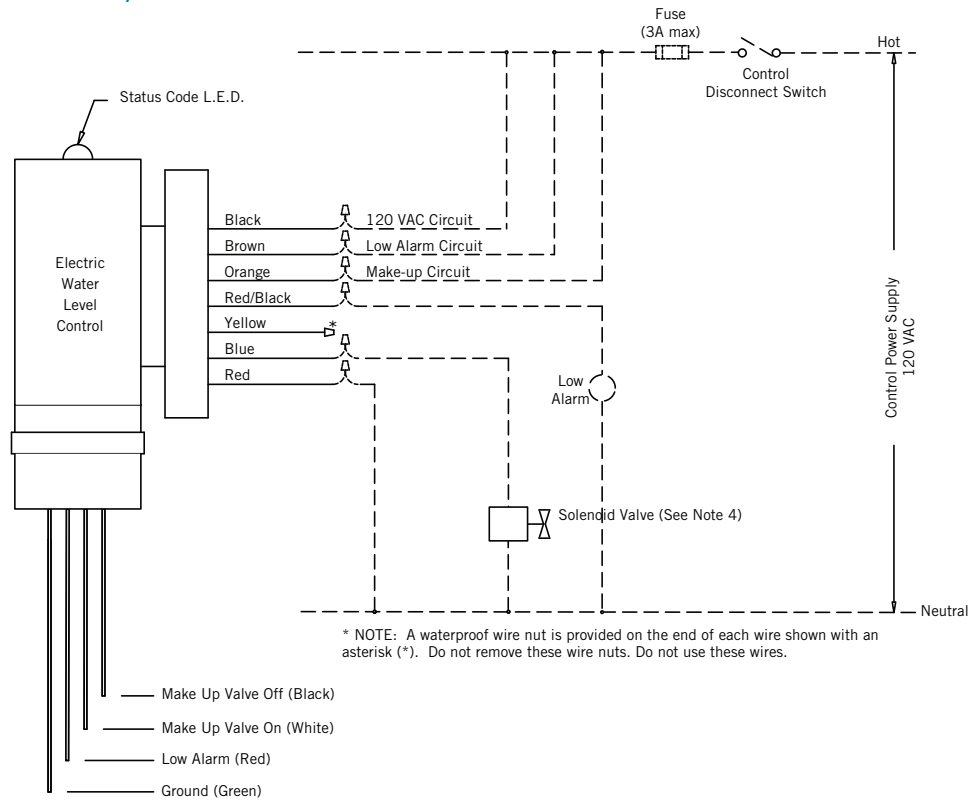 Fuse
(3A max)
Hot
Control
Disconnect Switch
Status Code L.E.D.
Black
120 VAC Circuit
Brown
Low Alarm Circuit
Orange
Make-up Circuit
Red/Black
Yellow
*
Blue
Red
Electric
Water
Level
Control
Low
Alarm
Control Power Supply
120 VAC
Solendid Valve (See Note 4)
Neutral
* NOTE: A waterproof wire nut is provided on the end of each wire shown with an
asterisk (*). Do not remove these wire nuts. Do not use these wires.
Make Up Valve Off (Black)
Make Up Valve On (White)
Low Alarm (Red)
Ground (Green)